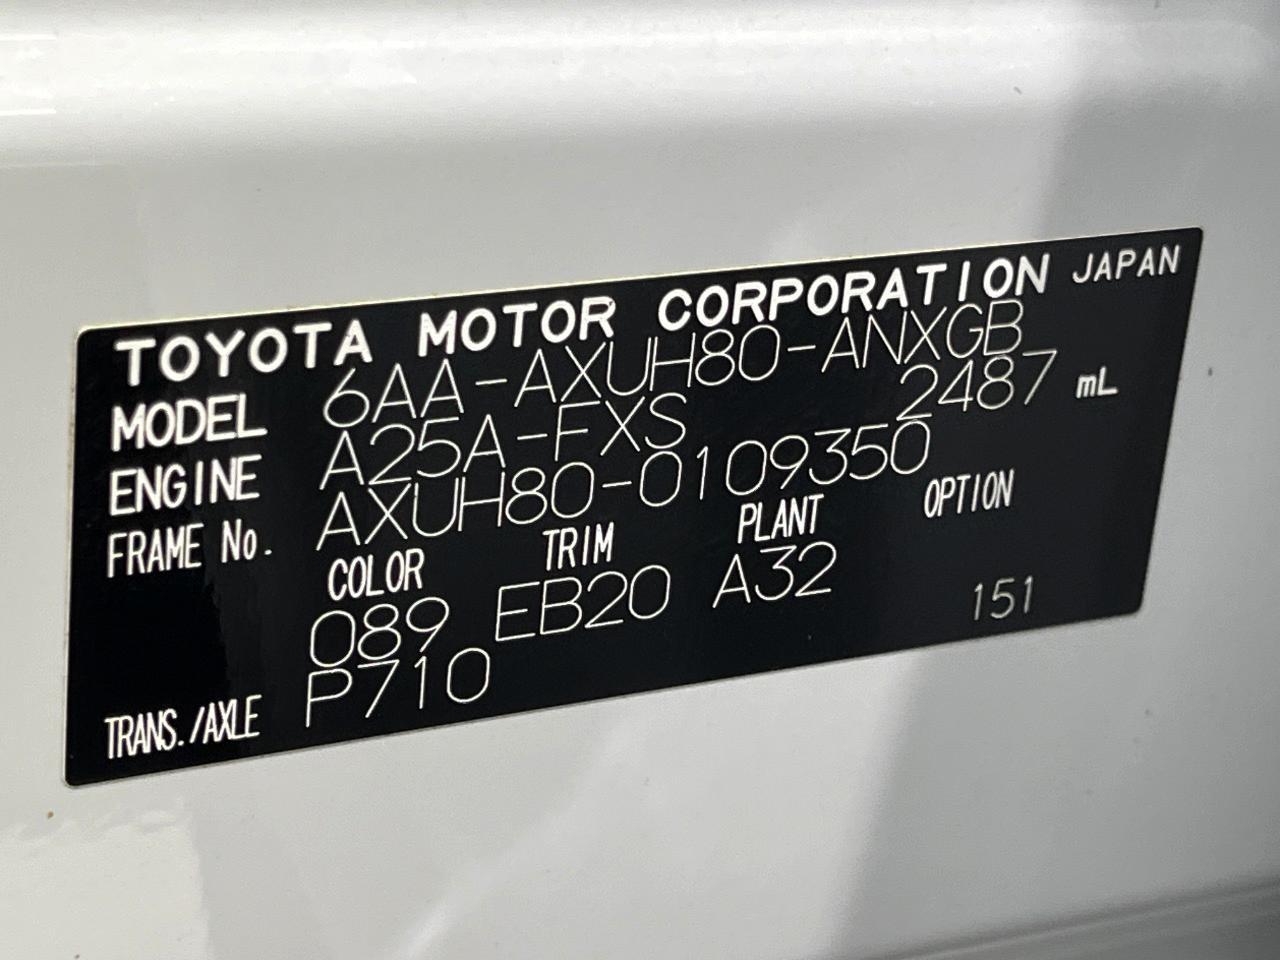 TOYOTA MOTOR CORPORATION JAPAN
MODEL 6AA-AXUH80-ANXGB
ENGINE A25A-FXS 2487 mL
FRAME No. AXUH80-0109350
COLOR TRIM PLANT OPTION
089 EB20 A32
151
TRANS./AXLE P710